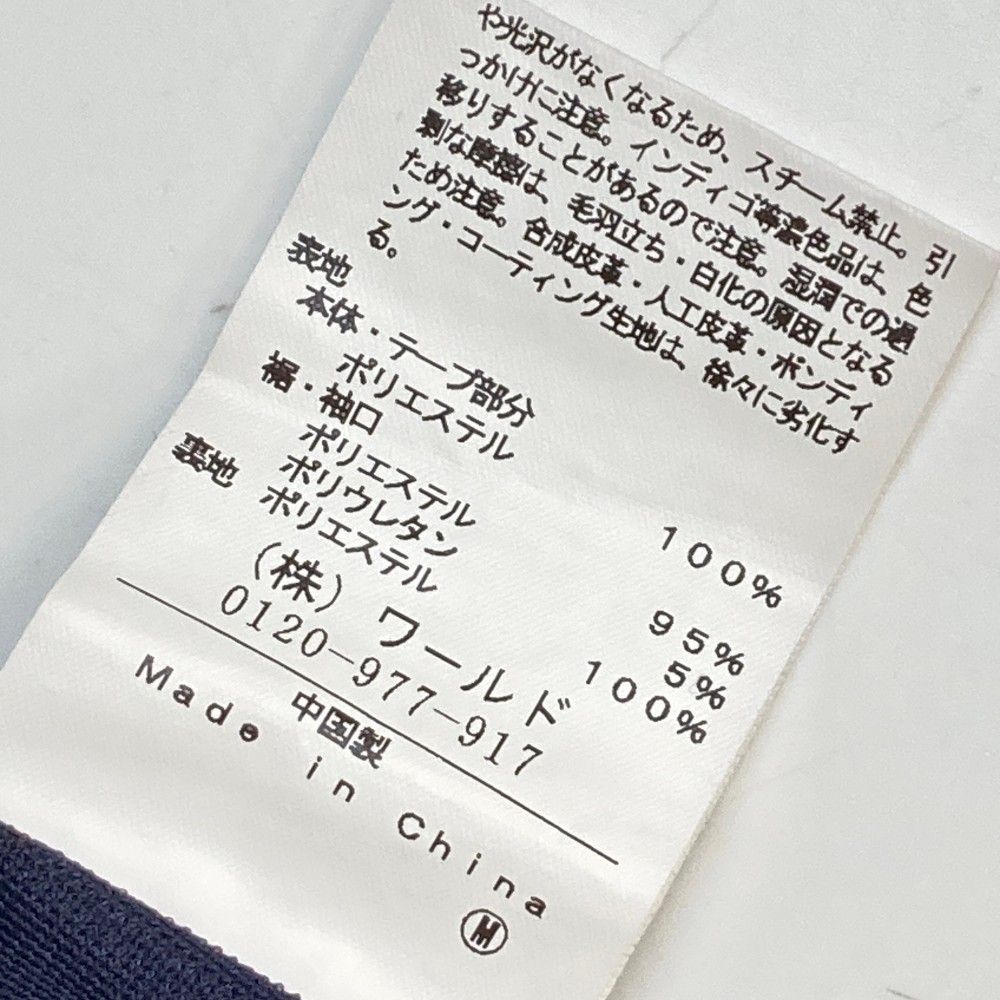 や光沢がなくなるため、スチーム禁止。引
っかけに注意。インディゴ等濃色品は、色
移りすることがあるので注意。湿潤での過
剰な摩擦は、毛羽立ち・白化の原因となる
ため注意。合成皮革・人工皮革・ボンディ
ング・コーティング生地は、徐々に劣化す
る。
表地
本体・テープ部分
ポリエステル 100%
裾・袖口
ポリエステル 95%
ポリウレタン 5%
裏地 ポリエステル 100%
(株)ワールド
0120-977-917
中国製
Made in China
M